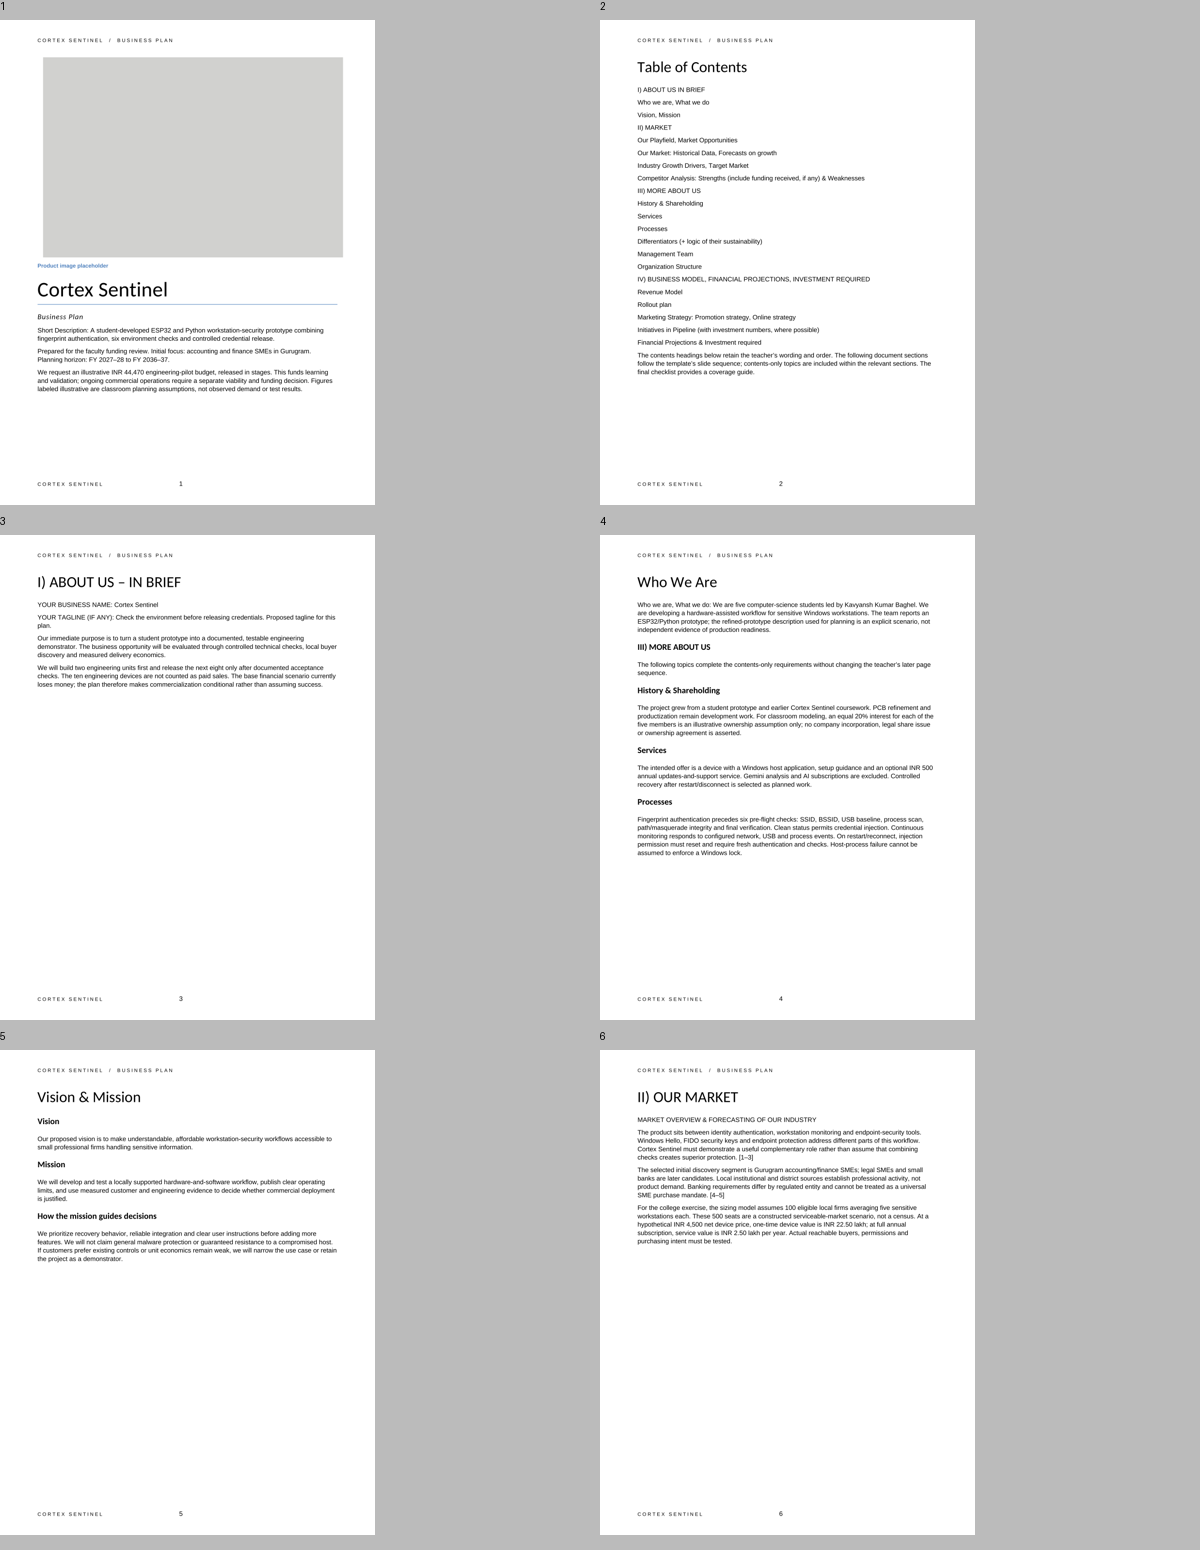 1
CORTEX SENTINEL / BUSINESS PLAN
Product image placeholder
Cortex Sentinel
Business Plan
Short Description: A student-developed ESP32 and Python workstation-security prototype combining
fingerprint authentication, six environment checks and controlled credential release.
Prepared for the faculty funding review. Initial focus: accounting and finance SMEs in Gurugram.
Planning horizon: FY 2027–28 to FY 2036–37.
We request an illustrative INR 44,470 engineering-pilot budget, released in stages. This funds learning
and validation; ongoing commercial operations require a separate viability and funding decision. Figures
labeled illustrative are classroom planning assumptions, not observed demand or test results.
CORTEX SENTINEL 1
2
CORTEX SENTINEL / BUSINESS PLAN
Table of Contents
I) ABOUT US IN BRIEF
Who we are, What we do
Vision, Mission
II) MARKET
Our Playfield, Market Opportunities
Our Market: Historical Data, Forecasts on growth
Industry Growth Drivers, Target Market
Competitor Analysis: Strengths (include funding received, if any) & Weaknesses
III) MORE ABOUT US
History & Shareholding
Services
Processes
Differentiators (+ logic of their sustainability)
Management Team
Organization Structure
IV) BUSINESS MODEL, FINANCIAL PROJECTIONS, INVESTMENT REQUIRED
Revenue Model
Rollout plan
Marketing Strategy: Promotion strategy, Online strategy
Initiatives in Pipeline (with investment numbers, where possible)
Financial Projections & Investment required
The contents headings below retain the teacher's wording and order. The following document sections
follow the template's slide sequence; contents-only topics are included within the relevant sections. The
final checklist provides a coverage guide.
CORTEX SENTINEL 2
3
CORTEX SENTINEL / BUSINESS PLAN
I) ABOUT US – IN BRIEF
YOUR BUSINESS NAME: Cortex Sentinel
YOUR TAGLINE (IF ANY): Check the environment before releasing credentials. Proposed tagline for this
plan.
Our immediate purpose is to turn a student prototype into a documented, testable engineering
demonstrator. The business opportunity will be evaluated through controlled technical checks, local buyer
discovery and measured delivery economics.
We will build two engineering units first and release the next eight only after documented acceptance
checks. The ten engineering devices are not counted as paid sales. The base financial scenario currently
loses money; the plan therefore makes commercialization conditional rather than assuming success.
CORTEX SENTINEL 3
4
CORTEX SENTINEL / BUSINESS PLAN
Who We Are
Who we are, What we do: We are five computer-science students led by Kavyansh Kumar Baghel. We
are developing a hardware-assisted workflow for sensitive Windows workstations. The team reports an
ESP32/Python prototype; the refined-prototype description used for planning is an explicit scenario, not
independent evidence of production readiness.
III) MORE ABOUT US
The following topics complete the contents-only requirements without changing the teacher's later page
sequence.
History & Shareholding
The project grew from a student prototype and earlier Cortex Sentinel coursework. PCB refinement and
productization remain development work. For classroom modeling, an equal 20% interest for each of the
five members is an illustrative ownership assumption only; no company incorporation, legal share issue
or ownership agreement is asserted.
Services
The intended offer is a device with a Windows host application, setup guidance and an optional INR 500
annual updates-and-support service. Gemini analysis and AI subscriptions are excluded. Controlled
recovery after restart/disconnect is selected as planned work.
Processes
Fingerprint authentication precedes six pre-flight checks: SSID, BSSID, USB baseline, process scan,
path/masquerade integrity and final verification. Clean status permits credential injection. Continuous
monitoring responds to configured network, USB and process events. On restart/reconnect, injection
permission must reset and require fresh authentication and checks. Host-process failure cannot be
assumed to enforce a Windows lock.
CORTEX SENTINEL 4
5
CORTEX SENTINEL / BUSINESS PLAN
Vision & Mission
Vision
Our proposed vision is to make understandable, affordable workstation-security workflows accessible to
small professional firms handling sensitive information.
Mission
We will develop and test a locally supported hardware-and-software workflow, publish clear operating
limits, and use measured customer and engineering evidence to decide whether commercial deployment
is justified.
How the mission guides decisions
We prioritize recovery behavior, reliable integration and clear user instructions before adding more
features. We will not claim general malware protection or guaranteed resistance to a compromised host.
If customers prefer existing controls or unit economics remain weak, we will narrow the use case or retain
the project as a demonstrator.
CORTEX SENTINEL 5
6
CORTEX SENTINEL / BUSINESS PLAN
II) OUR MARKET
MARKET OVERVIEW & FORECASTING OF OUR INDUSTRY
The product sits between identity authentication, workstation monitoring and endpoint-security tools.
Windows Hello, FIDO security keys and endpoint protection address different parts of this workflow.
Cortex Sentinel must demonstrate a useful complementary role rather than assume that combining
checks creates superior protection. [1–3]
The selected initial discovery segment is Gurugram accounting/finance SMEs; legal SMEs and small
banks are later candidates. Local institutional and district sources establish professional activity, not
product demand. Banking requirements differ by regulated entity and cannot be treated as a universal
SME purchase mandate. [4–5]
For the college exercise, the sizing model assumes 100 eligible local firms averaging five sensitive
workstations each. These 500 seats are a constructed serviceable-market scenario, not a census. At a
hypothetical INR 4,500 net device price, one-time device value is INR 22.50 lakh; at full annual
subscription, service value is INR 2.50 lakh per year. Actual reachable buyers, permissions and
purchasing intent must be tested.
CORTEX SENTINEL 6